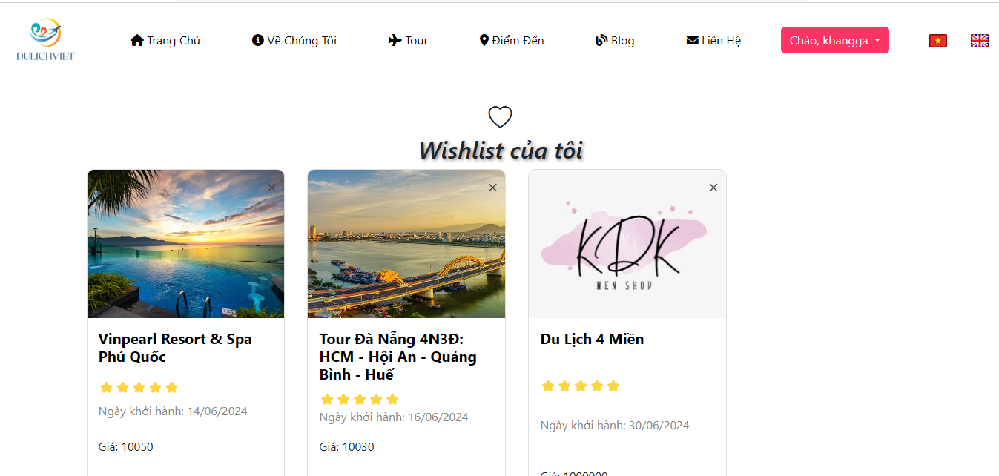 DULICHVIET
Trang Chủ
Về Chúng Tôi
Tour
Điểm Đến
Blog
Liên Hệ
Chào, khangga
Wishlist của tôi
KDK
MEN SHOP
Vinpearl Resort & Spa
Phú Quốc
Ngày khởi hành: 14/06/2024
Giá: 10050
Tour Đà Nẵng 4N3Đ:
HCM - Hội An - Quảng
Bình - Huế
Ngày khởi hành: 16/06/2024
Giá: 10030
Du Lịch 4 Miền
Ngày khởi hành: 30/06/2024
Giá: 1000000